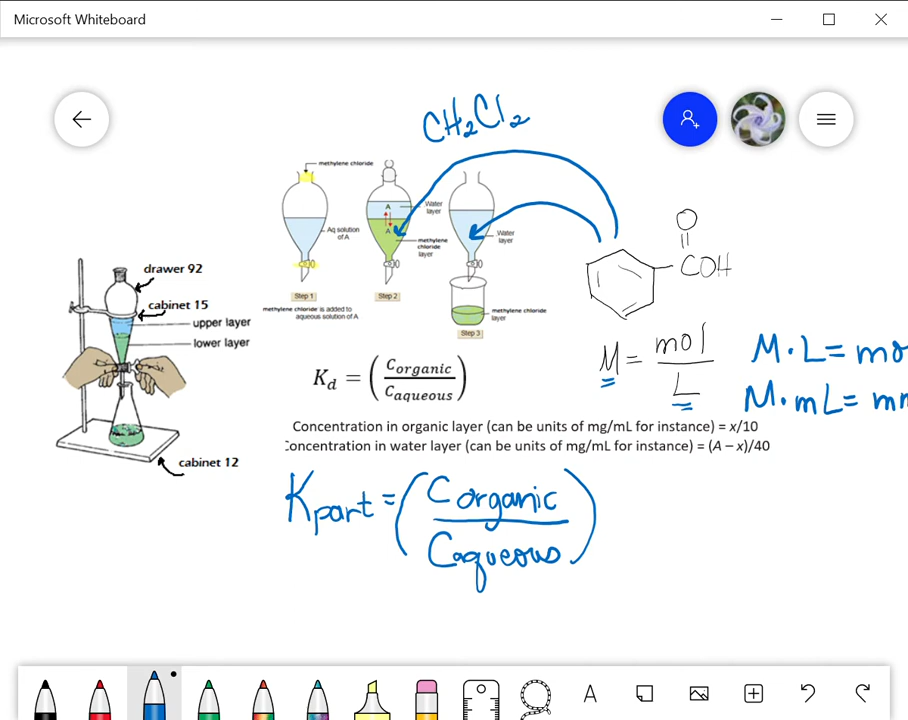 Microsoft Whiteboard
CH2Cl2
methylene chloride
Aq solution
of A
Step 1
methylene chloride is added to
aqueous solution of A
A
Water
layer
A
methylene
chloride
layer
Step 2
Water
layer
methylene chloride
layer
Step 3
O
COH
drawer 92
cabinet 15
upper layer
lower layer
cabinet 12
M = mol
L
M·L = mo
M·mL = mm
Kd = (Corganic
Caqueous)
Concentration in organic layer (can be units of mg/mL for instance) = x/10
Concentration in water layer (can be units of mg/mL for instance) = (A – x)/40
Kpart = (Corganic
Caqueous)
A